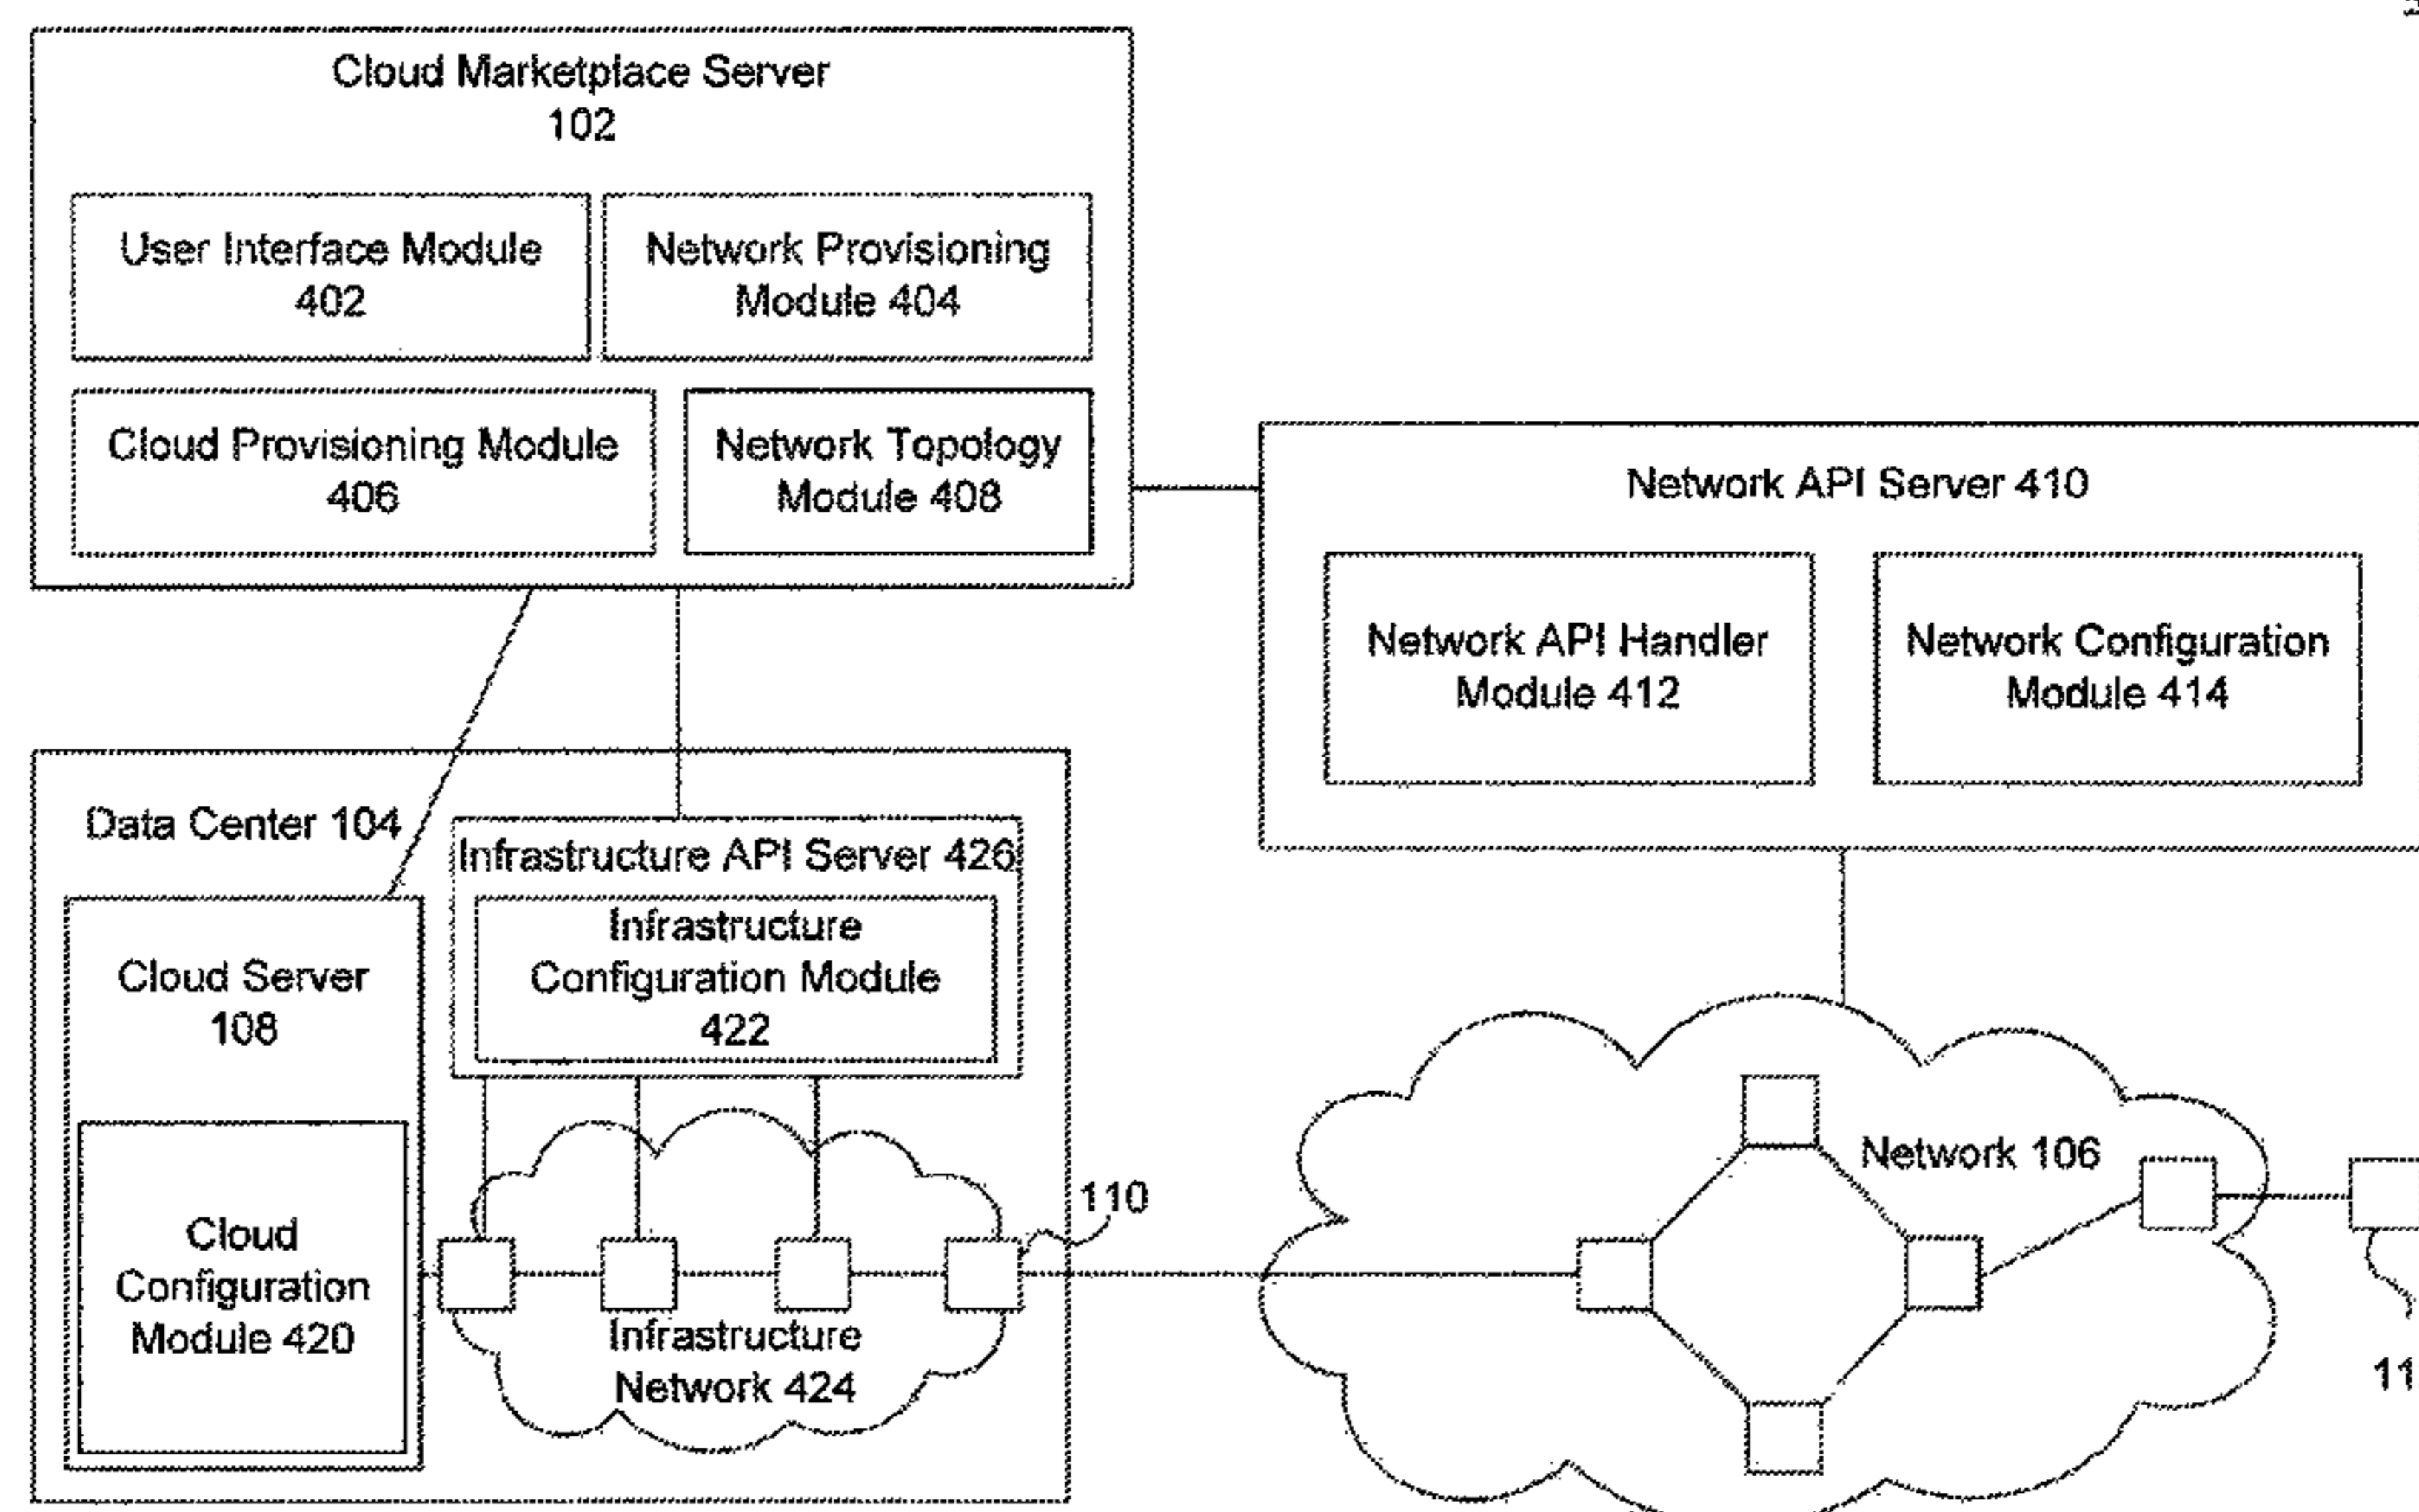 Cloud Marketplace Server
102
User Interface Module
402
Network Provisioning
Module 404
Cloud Provisioning Module
406
Network Topology
Module 408
Network API Server 410
Network API Handler
Module 412
Network Configuration
Module 414
Data Center 104
Infrastructure API Server 426
Infrastructure
Configuration Module
422
Cloud Server
108
Cloud
Configuration
Module 420
Infrastructure
Network 424
110
Network 106
11